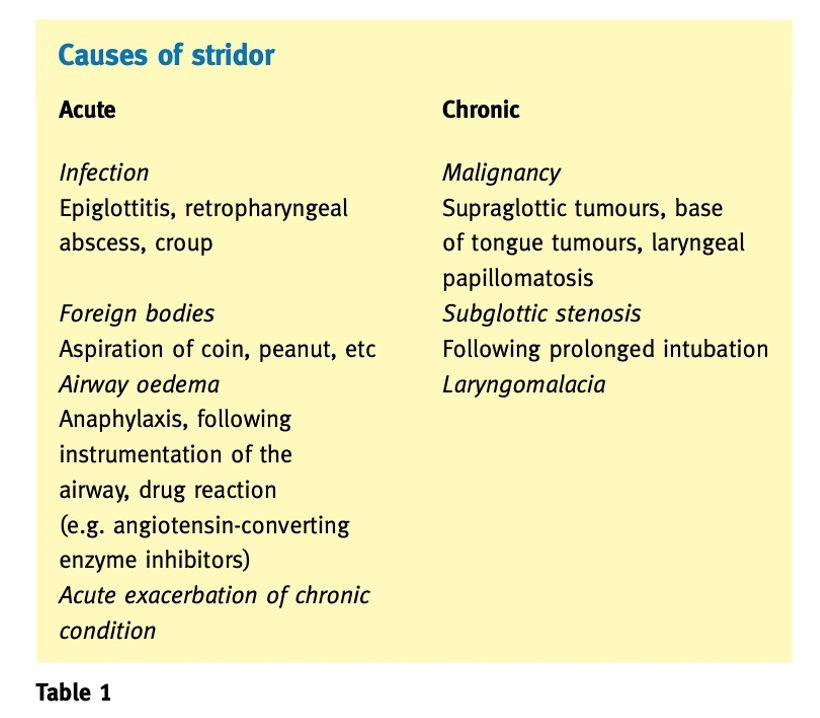 Causes of stridor
Acute
Infection
Epiglottitis, retropharyngeal
abscess, croup
Foreign bodies
Aspiration of coin, peanut, etc
Airway oedema
Anaphylaxis, following
instrumentation of the
airway, drug reaction
(e.g. angiotensin-converting
enzyme inhibitors)
Acute exacerbation of chronic
condition
Chronic
Malignancy
Supraglottic tumours, base
of tongue tumours, laryngeal
papillomatosis
Subglottic stenosis
Following prolonged intubation
Laryngomalacia
Table 1